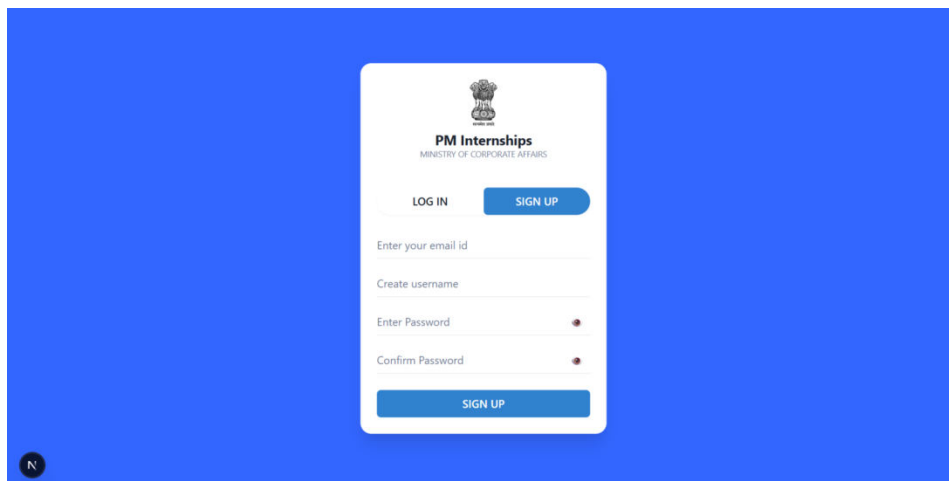 PM Internships
MINISTRY OF CORPORATE AFFAIRS
LOG IN
SIGN UP
Enter your email id
Create username
Enter Password
Confirm Password
SIGN UP
N